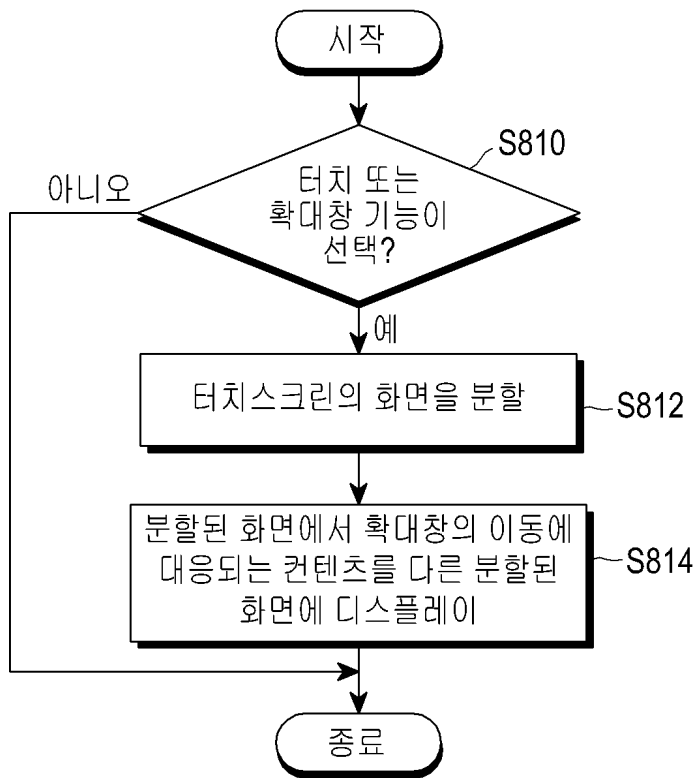 시작
S810
아니오
터치 또는
확대창 기능이
선택?
예
터치스크린의 화면을 분할
S812
분할된 화면에서 확대창의 이동에
대응되는 컨텐츠를 다른 분할된
화면에 디스플레이
S814
종료